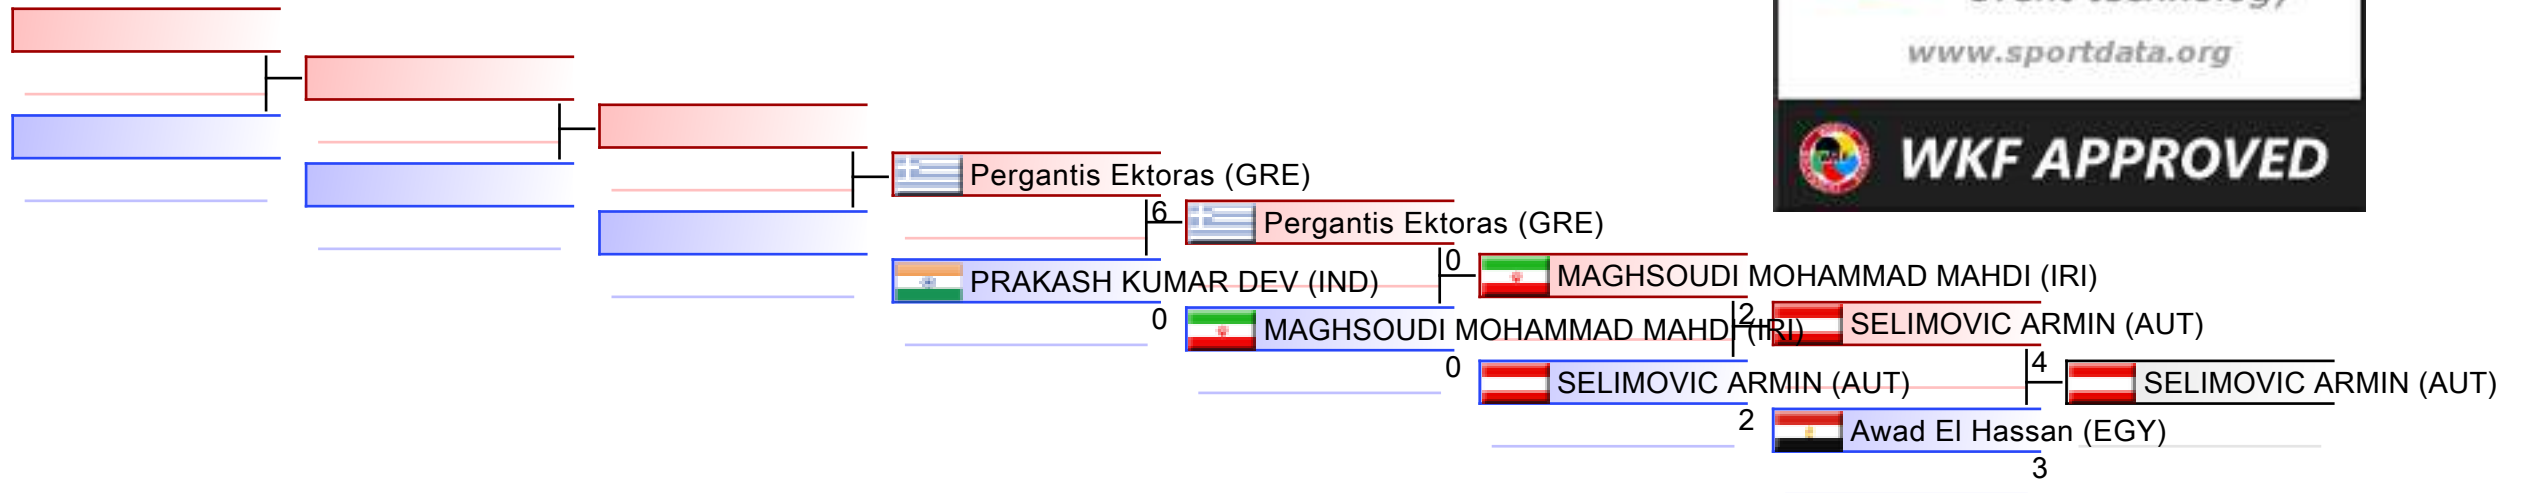 www.sportdata.org
WKF APPROVED
Pergantis Ektoras (GRE)
6
Pergantis Ektoras (GRE)
0
PRAKASH KUMAR DEV (IND)
0
MAGHSOUDI MOHAMMAD MAHDI (IRI)
2
MAGHSOUDI MOHAMMAD MAHDI (IRI)
0
SELIMOVIC ARMIN (AUT)
4
SELIMOVIC ARMIN (AUT)
2
SELIMOVIC ARMIN (AUT)
Awad El Hassan (EGY)
3